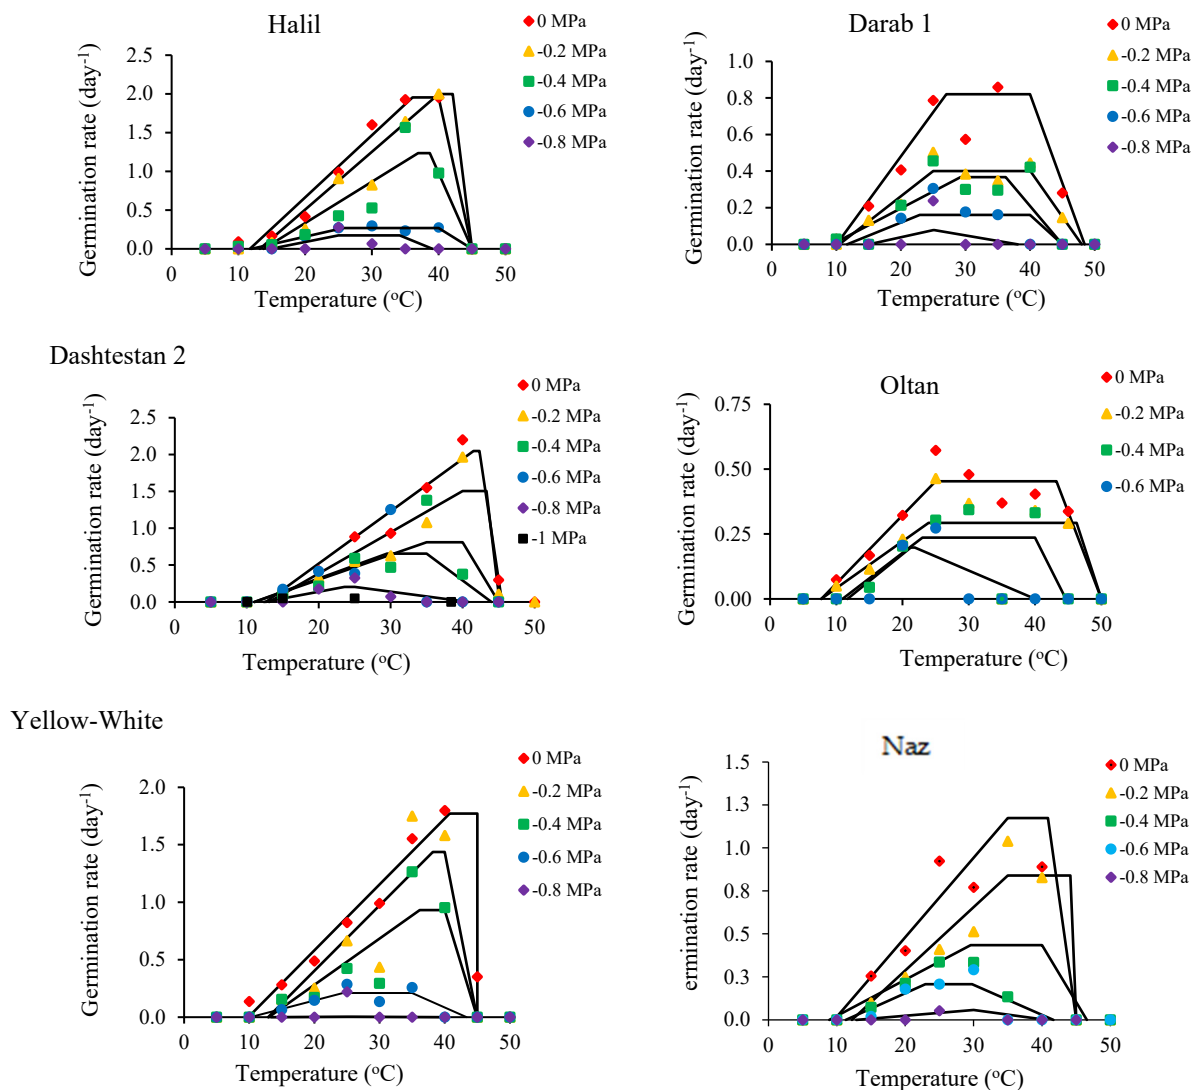 Halil
0 MPa
-0.2 MPa
-0.4 MPa
-0.6 MPa
-0.8 MPa
Germination rate (day-1)
2.5
2.0
1.5
1.0
0.5
0.0
0 10 20 30 40 50
Temperature (oC)
Darab 1
0 MPa
-0.2 MPa
-0.4 MPa
-0.6 MPa
-0.8 MPa
Germination rate (day-1)
1.0
0.8
0.6
0.4
0.2
0.0
0 10 20 30 40 50
Temperature (oC)
Dashtestan 2
0 MPa
-0.2 MPa
-0.4 MPa
-0.6 MPa
-0.8 MPa
-1 MPa
Germination rate (day-1)
2.5
2.0
1.5
1.0
0.5
0.0
0 10 20 30 40 50
Temperature (oC)
Oltan
0 MPa
-0.2 MPa
-0.4 MPa
-0.6 MPa
Germination rate (day-1)
0.75
0.50
0.25
0.00
0 10 20 30 40 50
Temperature (oC)
Yellow-White
0 MPa
-0.2 MPa
-0.4 MPa
-0.6 MPa
-0.8 MPa
Germination rate (day-1)
2.0
1.5
1.0
0.5
0.0
0 10 20 30 40 50
Temperature (oC)
Naz
0 MPa
-0.2 MPa
-0.4 MPa
-0.6 MPa
-0.8 MPa
ermination rate (day-1)
1.5
1.3
1.0
0.8
0.5
0.3
0.0
0 10 20 30 40 50
Temperature (oC)